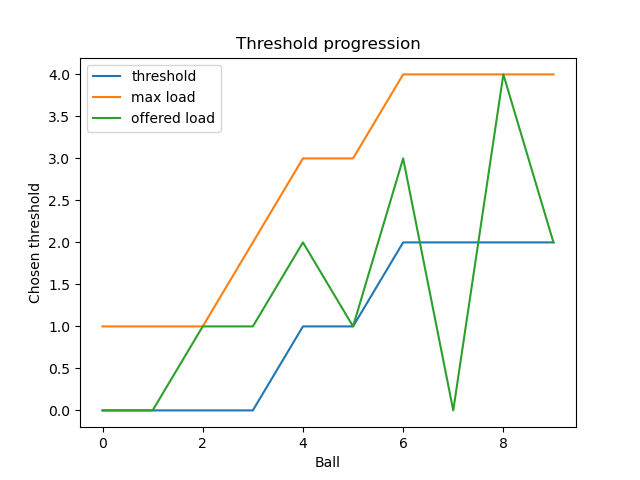 Threshold progression
threshold
max load
offered load
Chosen threshold
4.0
3.5
3.0
2.5
2.0
1.5
1.0
0.5
0.0
0 2 4 6 8
Ball